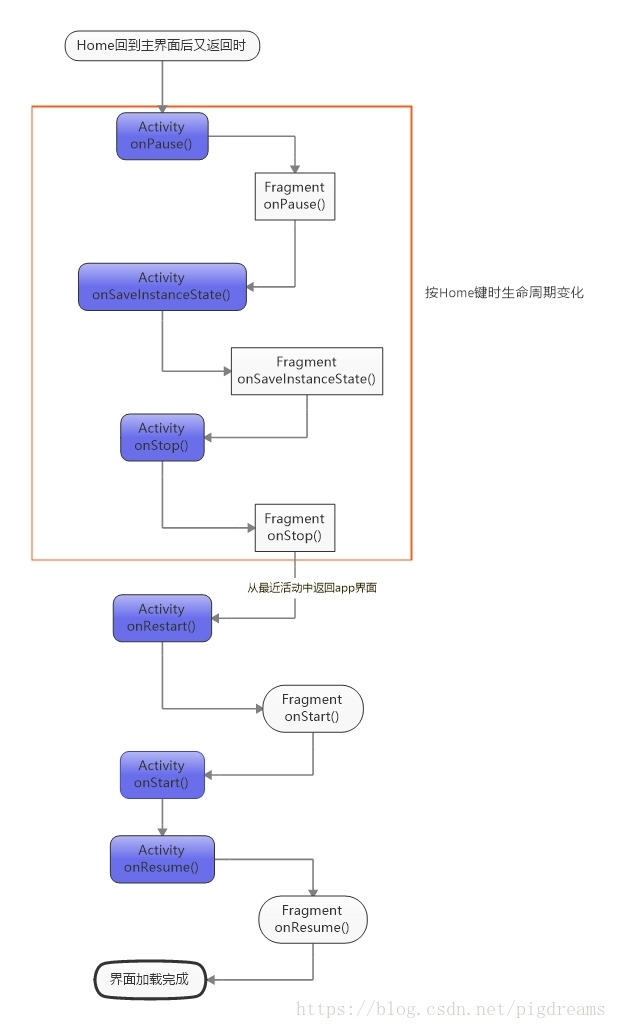 Home回到主界面后又返回时
Activity
onPause()
Fragment
onPause()
Activity
onSaveInstanceState()
按Home键时生命周期变化
Fragment
onSaveInstanceState()
Activity
onStop()
Fragment
onStop()
从最近活动中返回app界面
Activity
onRestart()
Fragment
onStart()
Activity
onStart()
Activity
onResume()
Fragment
onResume()
界面加载完成
https://blog.csdn.net/pigdreams